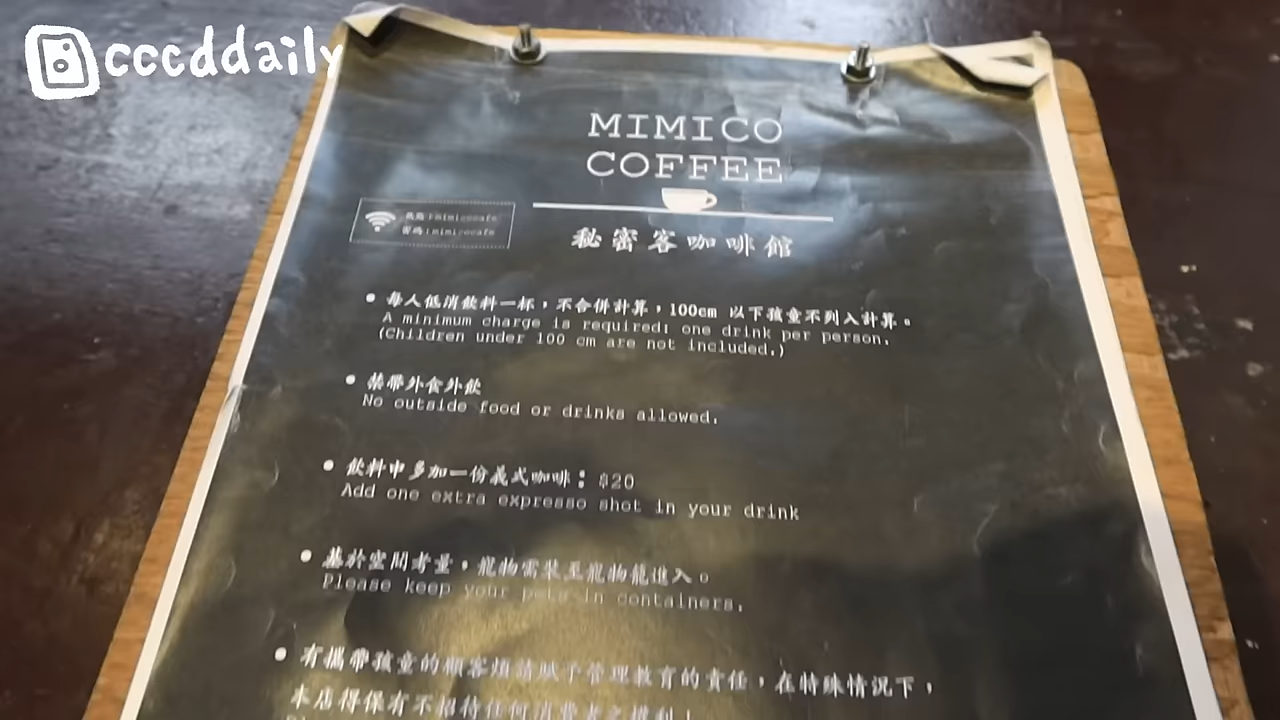 cccddaily
MIMICO
COFFEE
密碼:mimicocafe
秘密客咖啡館
每人低消飲料一杯,不合併計算,100cm 以下孩童不列入計算。
A minimum charge is required: one drink per person.
(Children under 100 cm are not included.)
禁帶外食外飲
No outside food or drinks allowed.
飲料中多加一份義式咖啡:$20
Add one extra expresso shot in your drink
基於空間考量,寵物需裝至寵物籠進入。
Please keep your pets in containers.
有攜帶孩童的顧客煩請賦予管理教育的責任,在特殊情況下,
本店得保有不招待任何消費者之權利!